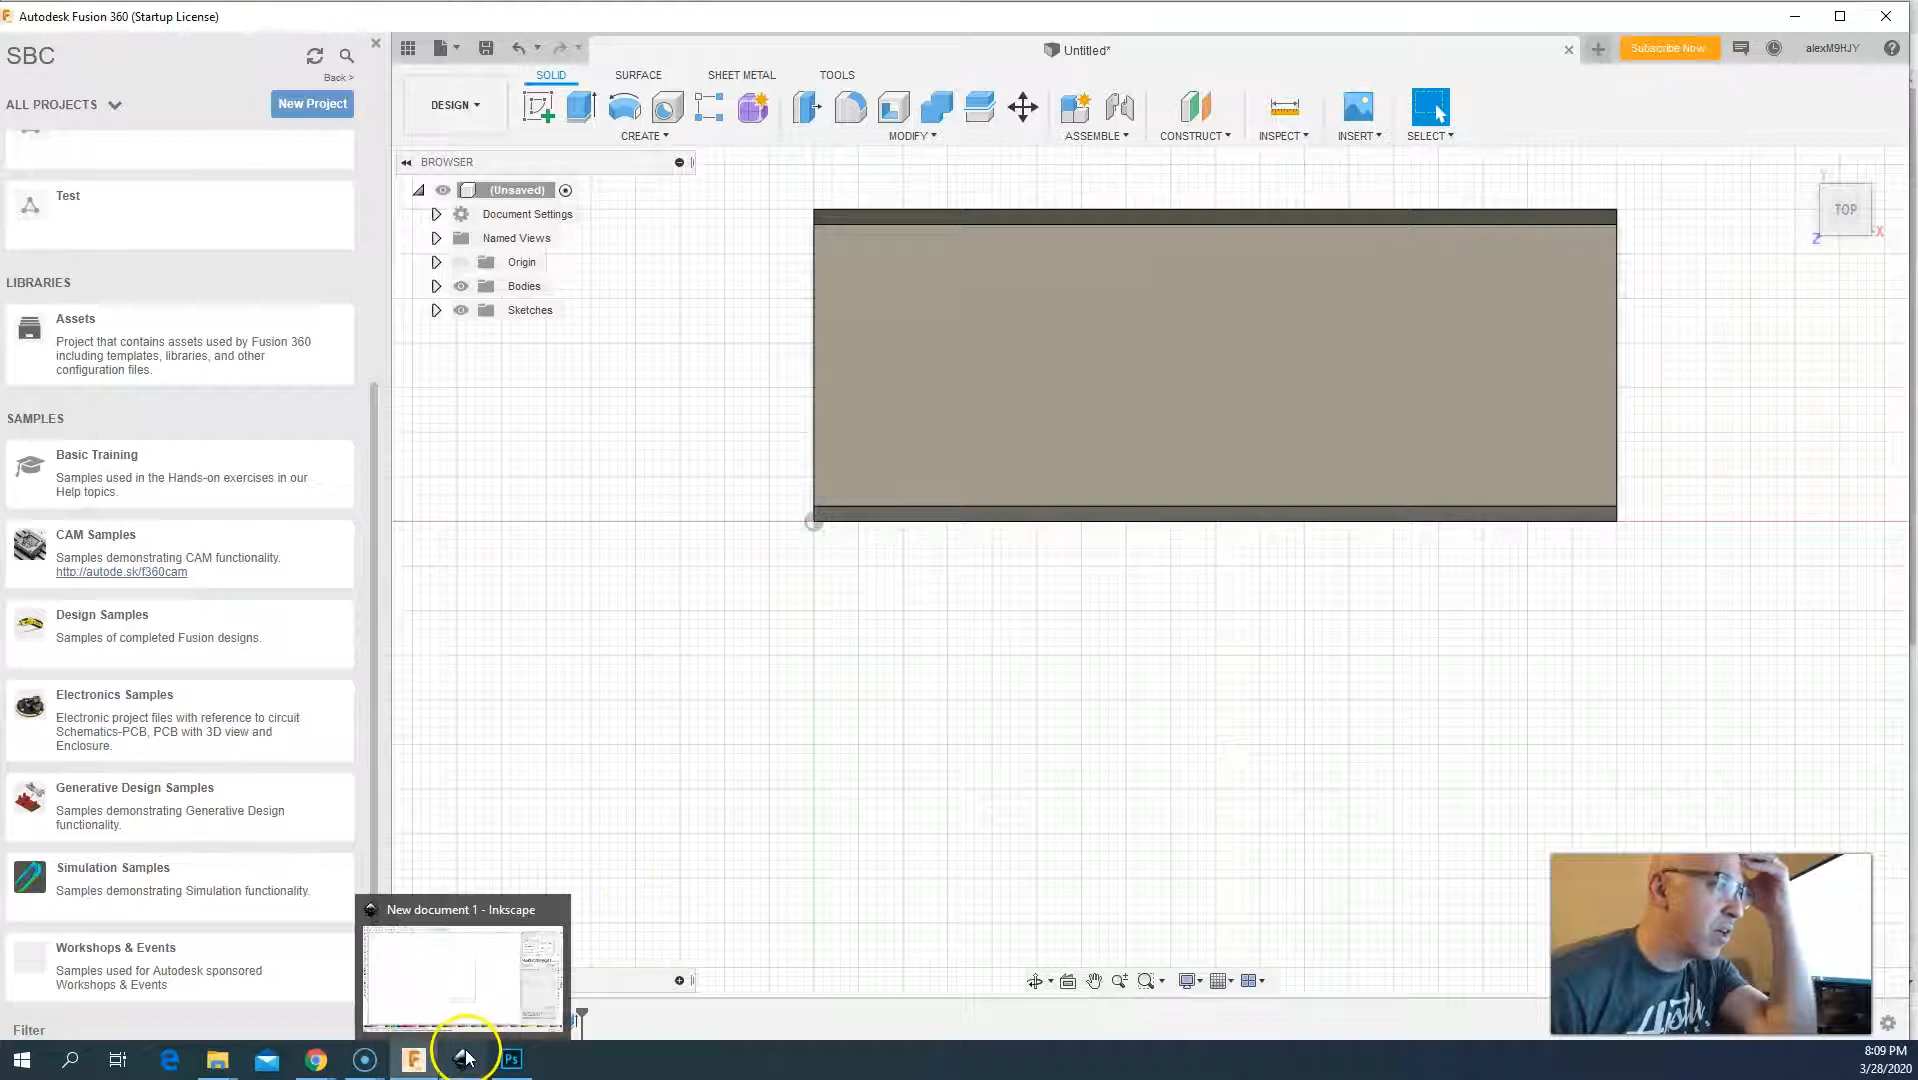 Autodesk Fusion 360 (Startup License)
SBC
Back >
ALL PROJECTS
New Project
Test
LIBRARIES
Assets
Project that contains assets used by Fusion 360
including templates, libraries, and other
configuration files.
SAMPLES
Basic Training
Samples used in the Hands-on exercises in our
Help topics.
CAM Samples
Samples demonstrating CAM functionality.
http://autode.sk/f360cam
Design Samples
Samples of completed Fusion designs.
Electronics Samples
Electronic project files with reference to circuit
Schematics-PCB, PCB with 3D view and
Enclosure.
Generative Design Samples
Samples demonstrating Generative Design
functionality.
Simulation Samples
Samples demonstrating Simulation functionality.
Workshops & Events
Samples used for Autodesk sponsored
Workshops & Events
Filter
Untitled*
Subscribe Now
alexM9HJY
SOLID SURFACE SHEET METAL TOOLS
DESIGN
CREATE MODIFY ASSEMBLE CONSTRUCT INSPECT INSERT SELECT
BROWSER
(Unsaved)
Document Settings
Named Views
Origin
Bodies
Sketches
TOP
Y
X
Z
New document 1 - Inkscape
Ps
8:09 PM
3/28/2020